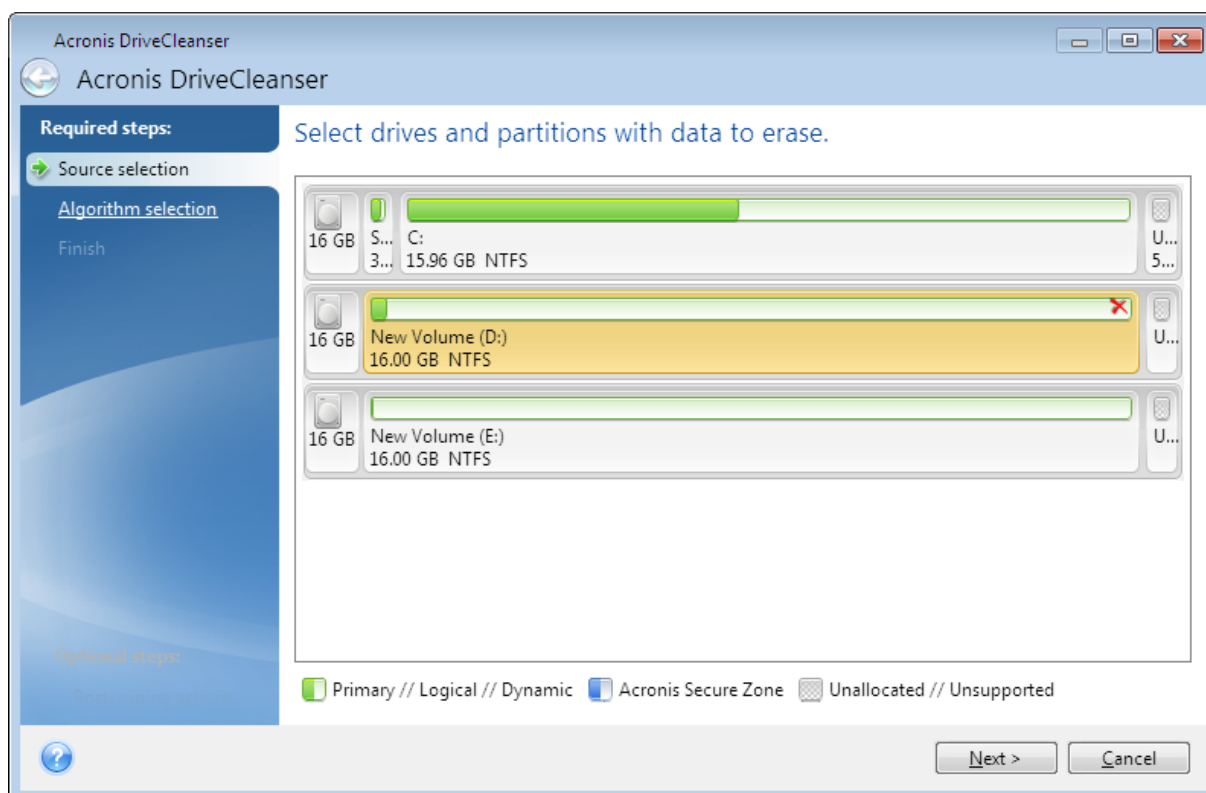 Acronis DriveCleanser
Acronis DriveCleanser
Required steps:
Source selection
Algorithm selection
Finish
Optional steps:
Select drives and partitions with data to erase.
16 GB
S...
3...
C:
15.96 GB NTFS
U...
5...
16 GB
New Volume (D:)
16.00 GB NTFS
U...
16 GB
New Volume (E:)
16.00 GB NTFS
U...
Primary // Logical // Dynamic
Acronis Secure Zone
Unallocated // Unsupported
Next >
Cancel